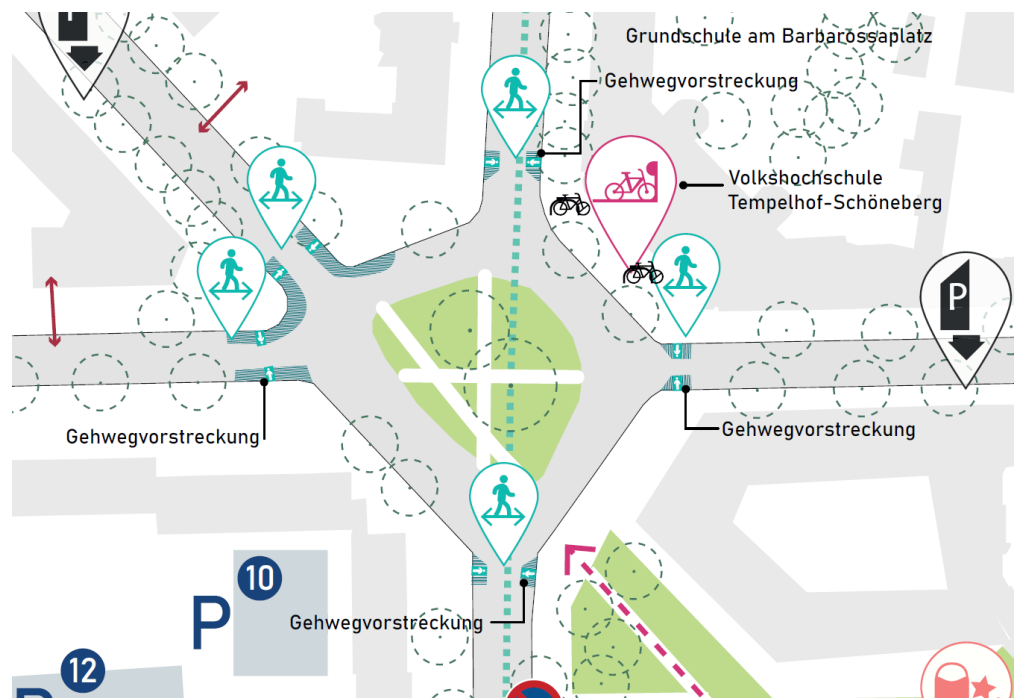 Grundschule am Barbarossaplatz
Gehwegvorstreckung
Volkshochschule
Tempelhof-Schöneberg
P
Gehwegvorstreckung
Gehwegvorstreckung
10
P
Gehwegvorstreckung
12
P